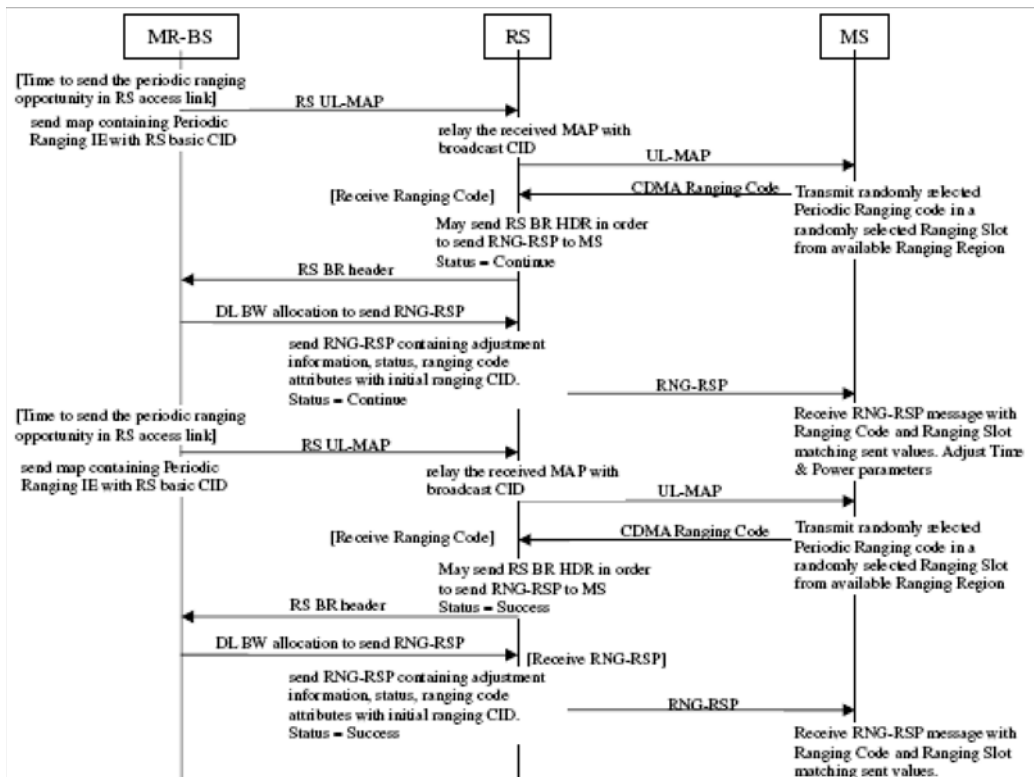 MR-BS
RS
MS
[Time to send the periodic ranging
opportunity in RS access link]
RS UL-MAP
send map containing Periodic
Ranging IE with RS basic CID
relay the received MAP with
broadcast CID
UL-MAP
[Receive Ranging Code]
CDMA Ranging Code
Transmit randomly selected
Periodic Ranging code in a
randomly selected Ranging Slot
from available Ranging Region
May send RS BR HDR in order
to send RNG-RSP to MS
Status = Continue
RS BR header
DL BW allocation to send RNG-RSP
send RNG-RSP containing adjustment
information, status, ranging code
attributes with initial ranging CID.
Status = Continue
RNG-RSP
Receive RNG-RSP message with
Ranging Code and Ranging Slot
matching sent values. Adjust Time
& Power parameters
[Time to send the periodic ranging
opportunity in RS access link]
RS UL-MAP
send map containing Periodic
Ranging IE with RS basic CID
relay the received MAP with
broadcast CID
UL-MAP
[Receive Ranging Code]
CDMA Ranging Code
Transmit randomly selected
Periodic Ranging code in a
randomly selected Ranging Slot
from available Ranging Region
May send RS BR HDR in order
to send RNG-RSP to MS
Status = Success
RS BR header
DL BW allocation to send RNG-RSP
[Receive RNG-RSP]
send RNG-RSP containing adjustment
information, status, ranging code
attributes with initial ranging CID.
Status = Success
RNG-RSP
Receive RNG-RSP message with
Ranging Code and Ranging Slot
matching sent values.